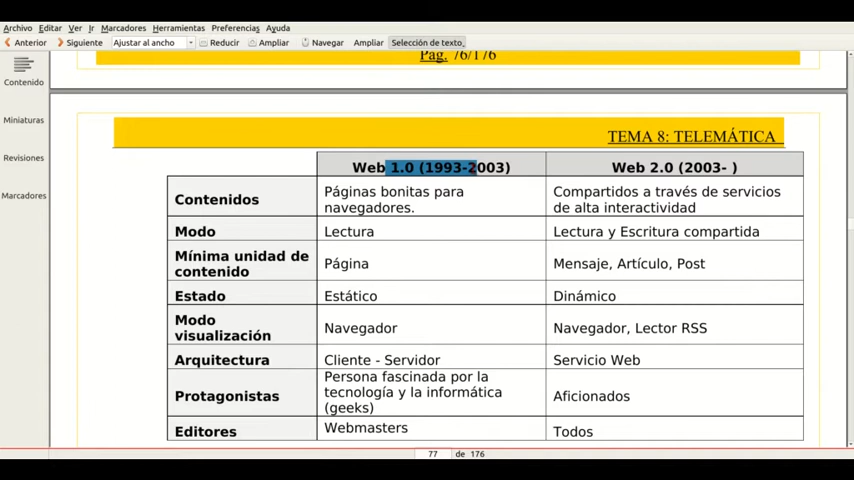 Archivo Editar Ver Ir Marcadores Herramientas Preferencias Ayuda
Anterior Siguiente Ajustar al ancho Reducir Ampliar Navegar Ampliar Selección de texto
Contenido
Miniaturas
Revisiones
Marcadores
Pág. 76/176
TEMA 8: TELEMÁTICA
Web 1.0 (1993-2003) Web 2.0 (2003- )
Contenidos
Páginas bonitas para
navegadores.
Compartidos a través de servicios
de alta interactividad
Modo
Lectura
Lectura y Escritura compartida
Mínima unidad de
contenido
Página
Mensaje, Artículo, Post
Estado
Estático
Dinámico
Modo
visualización
Navegador
Navegador, Lector RSS
Arquitectura
Cliente - Servidor
Servicio Web
Protagonistas
Persona fascinada por la
tecnología y la informática
(geeks)
Aficionados
Editores
Webmasters
Todos
77 de 176